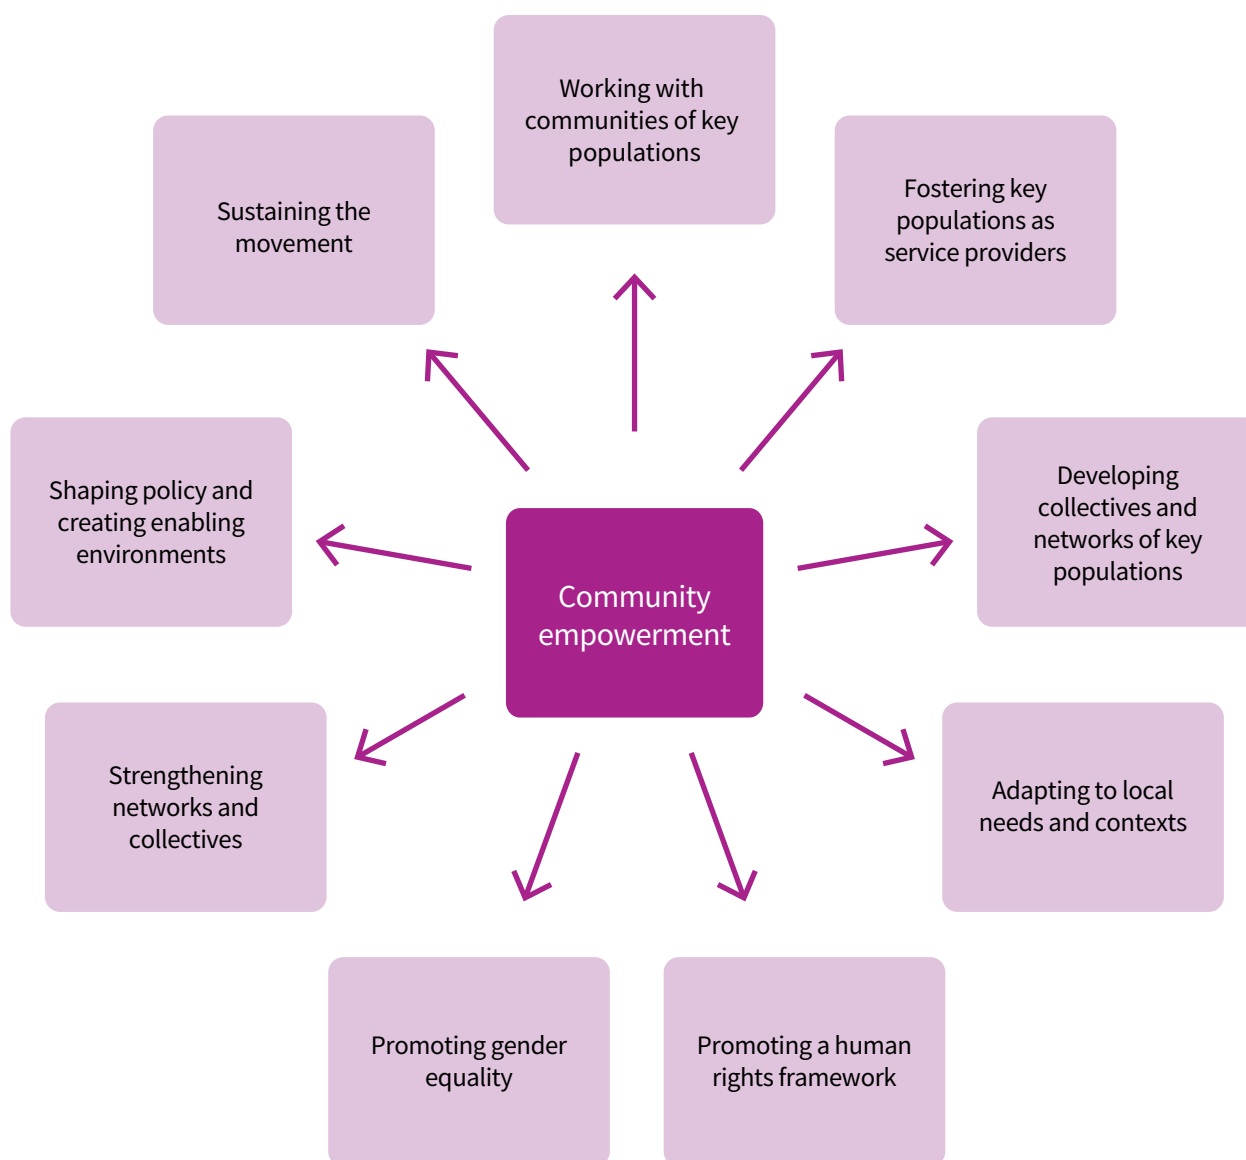 Working with
communities of key
populations
Fostering key
populations as
service providers
Developing
collectives and
networks of key
populations
Adapting to local
needs and contexts
Promoting a human
rights framework
Promoting gender
equality
Strengthening
networks and
collectives
Shaping policy and
creating enabling
environments
Sustaining the
movement
Community
empowerment